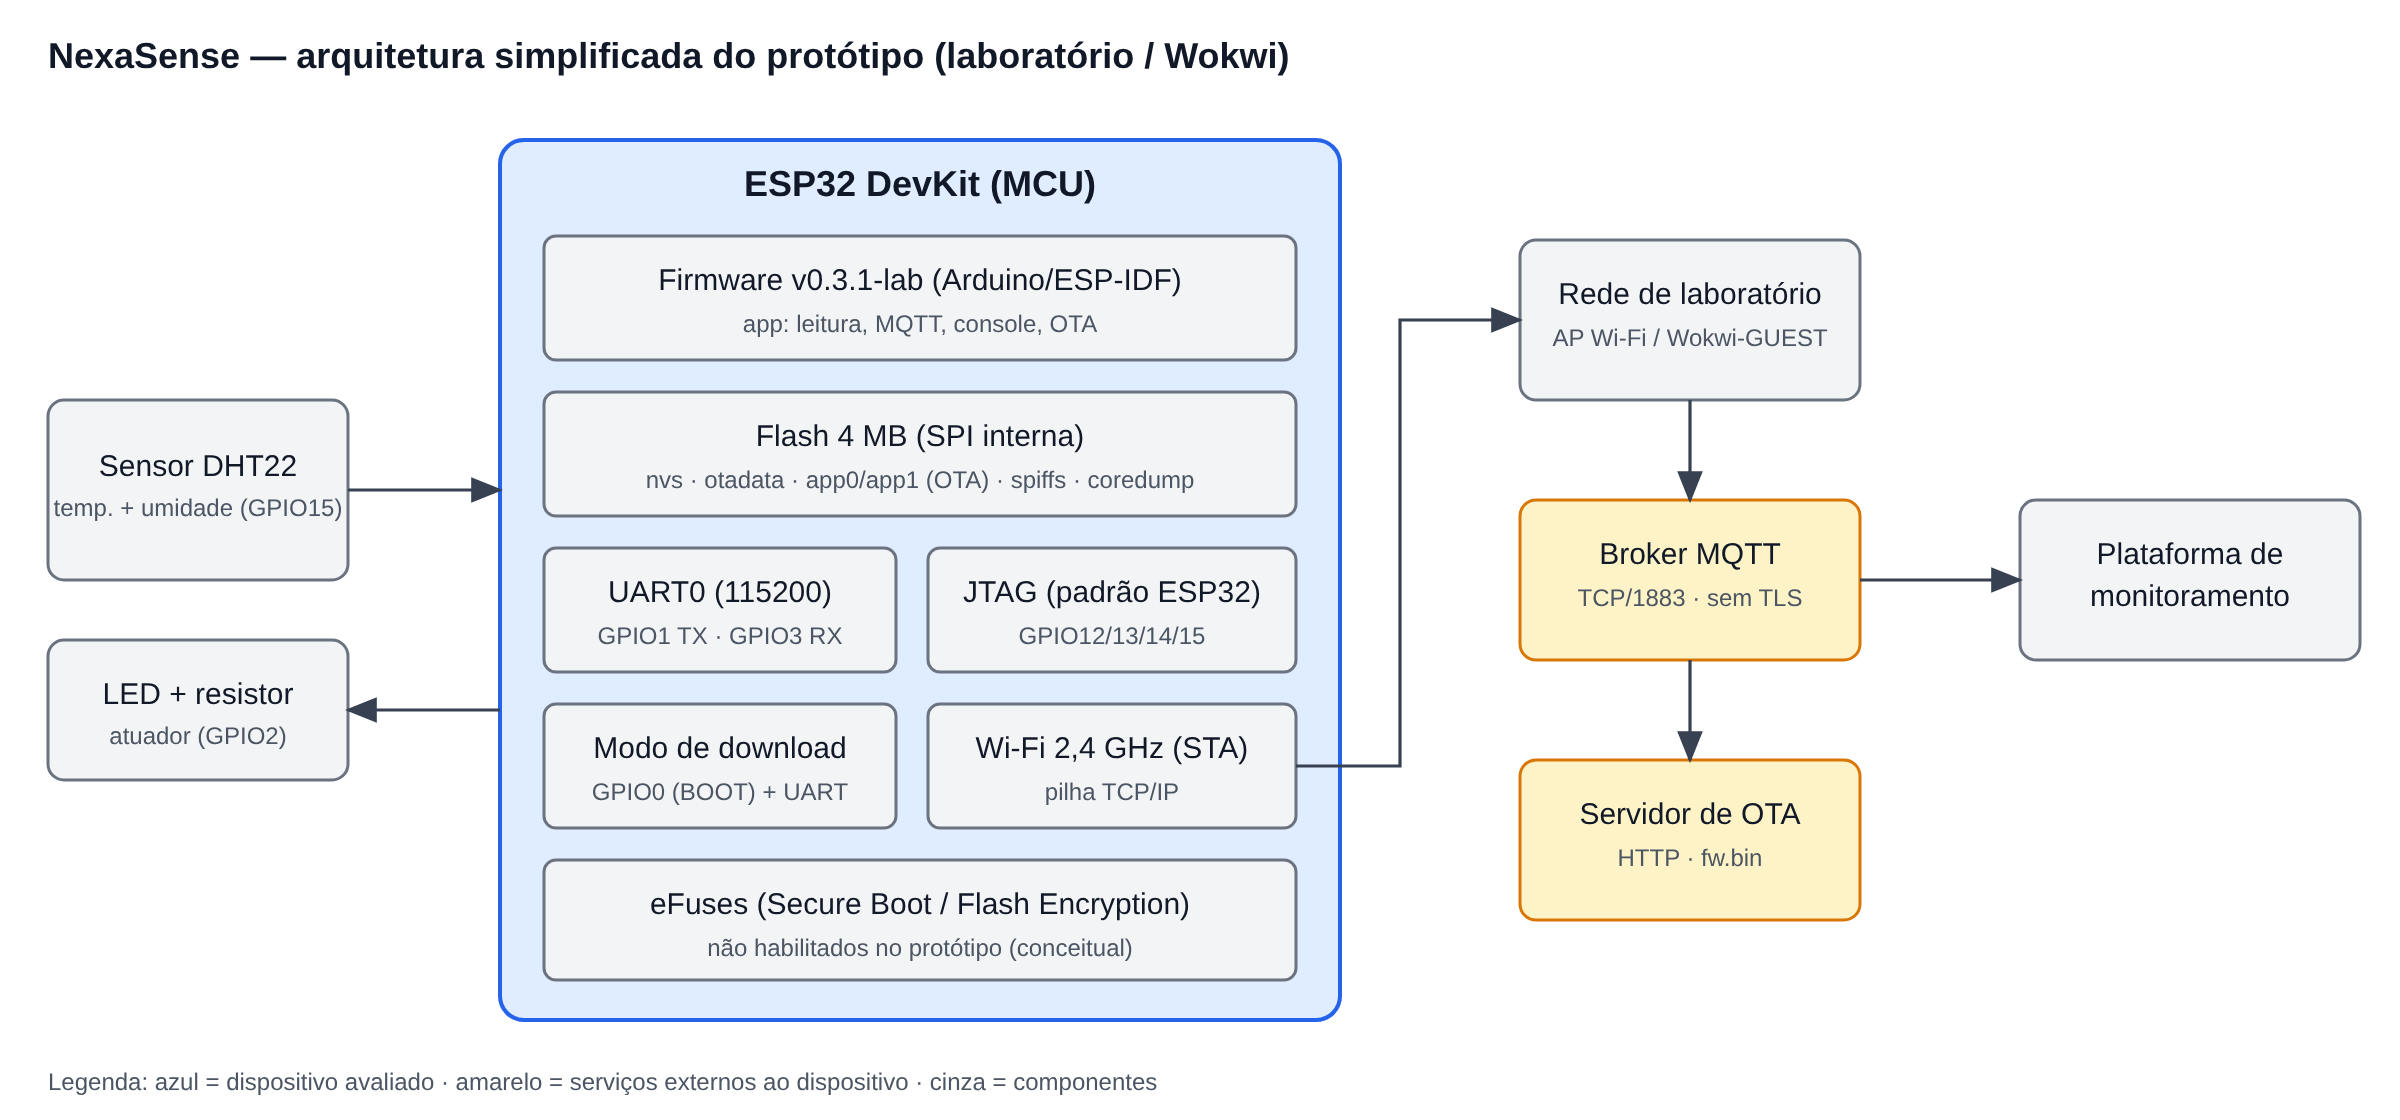 NexaSense — arquitetura simplificada do protótipo (laboratório / Wokwi)
Sensor DHT22
temp. + umidade (GPIO15)
LED + resistor
atuador (GPIO2)
ESP32 DevKit (MCU)
Firmware v0.3.1-lab (Arduino/ESP-IDF)
app: leitura, MQTT, console, OTA
Flash 4 MB (SPI interna)
nvs · otadata · app0/app1 (OTA) · spiffs · coredump
UART0 (115200)
GPIO1 TX · GPIO3 RX
JTAG (padrão ESP32)
GPIO12/13/14/15
Modo de download
GPIO0 (BOOT) + UART
Wi-Fi 2,4 GHz (STA)
pilha TCP/IP
eFuses (Secure Boot / Flash Encryption)
não habilitados no protótipo (conceitual)
Rede de laboratório
AP Wi-Fi / Wokwi-GUEST
Broker MQTT
TCP/1883 · sem TLS
Plataforma de
monitoramento
Servidor de OTA
HTTP · fw.bin
Legenda: azul = dispositivo avaliado · amarelo = serviços externos ao dispositivo · cinza = componentes